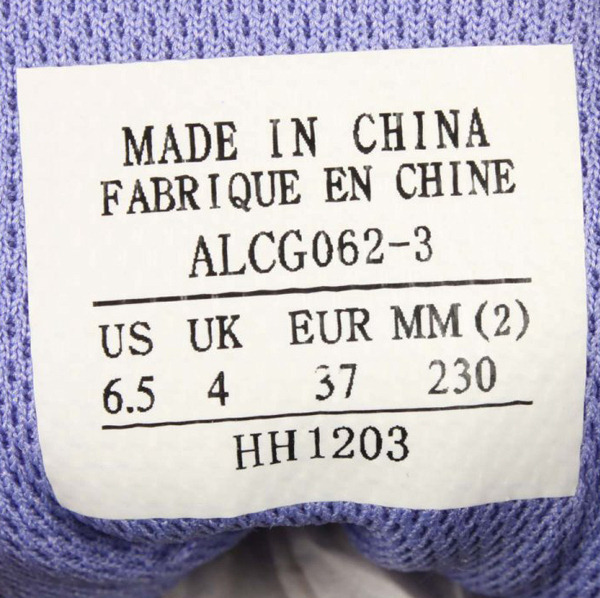 MADE IN CHINA
FABRIQUE EN CHINE
ALCG062-3
US UK EUR MM (2)
6.5 4 37 230
HH1203